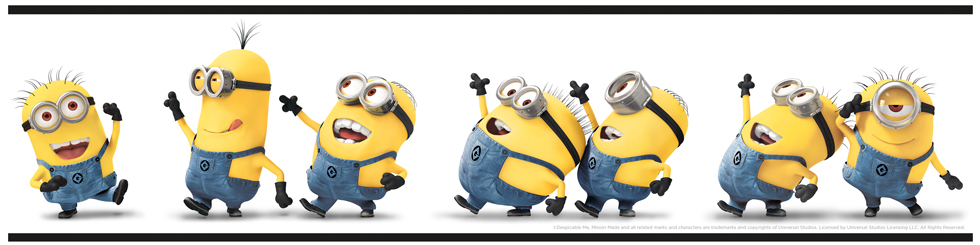 ©Despicable Me, Minion Made and all related marks and characters are trademarks and copyrights of Universal Studios. Licensed by Universal Studios Licensing LLC. All Rights Reserved.